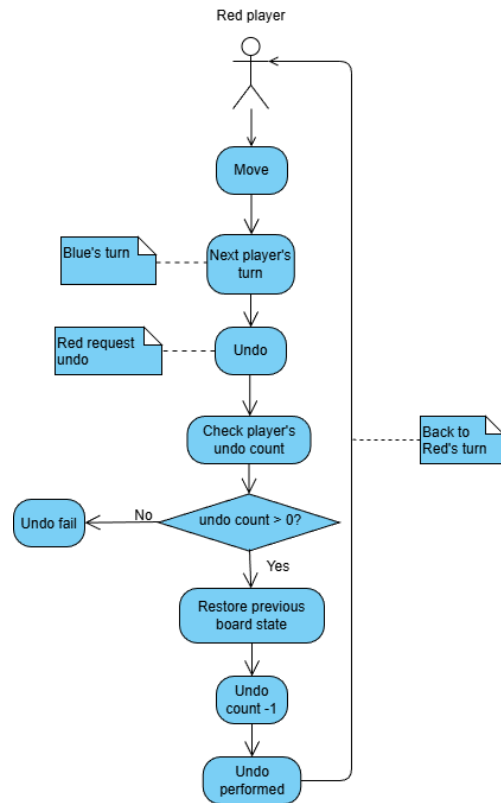 Red player
Move
Blue's turn
Next player's
turn
Red request
undo
Undo
Check player's
undo count
Back to
Red's turn
Undo fail
No
undo count > 0?
Yes
Restore previous
board state
Undo
count -1
Undo
performed